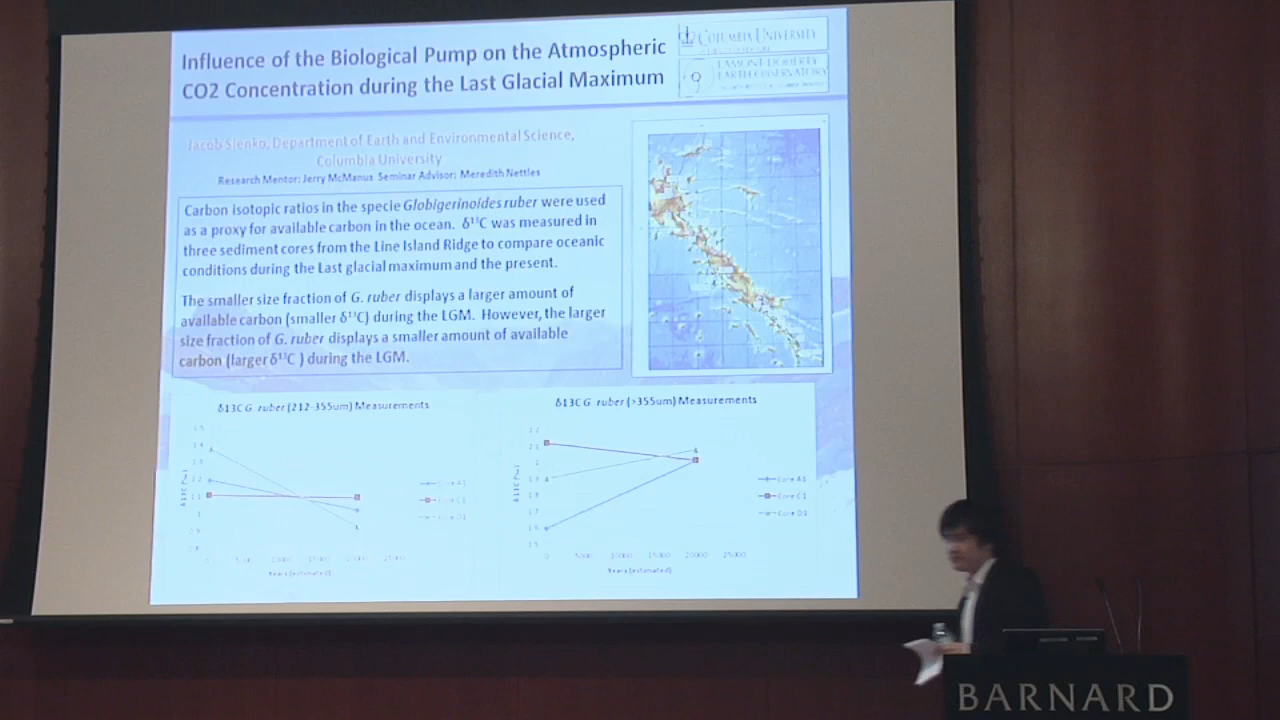 Influence of the Biological Pump on the Atmospheric
CO2 Concentration during the Last Glacial Maximum
COLUMBIA UNIVERSITY
LAMONT-DOHERTY
EARTH OBSERVATORY
Jacob Slenko, Department of Earth and Environmental Science,
Columbia University
Research Mentor: Jerry McManus Seminar Advisor: Meredith Nettles
Carbon isotopic ratios in the specie Globigerinoides ruber were used
as a proxy for available carbon in the ocean. δ¹³C was measured in
three sediment cores from the Line Island Ridge to compare oceanic
conditions during the Last glacial maximum and the present.
The smaller size fraction of G. ruber displays a larger amount of
available carbon (smaller δ¹³C) during the LGM. However, the larger
size fraction of G. ruber displays a smaller amount of available
carbon (larger δ¹³C ) during the LGM.
δ13C G. ruber (212-355um) Measurements
δ13C G. ruber (>355um) Measurements
Core A1
Core C1
Core D1
Core A1
Core C1
Core D1
0 5000 10000 15000 20000 25000
Years (estimated)
Years (estimated)
BARNARD